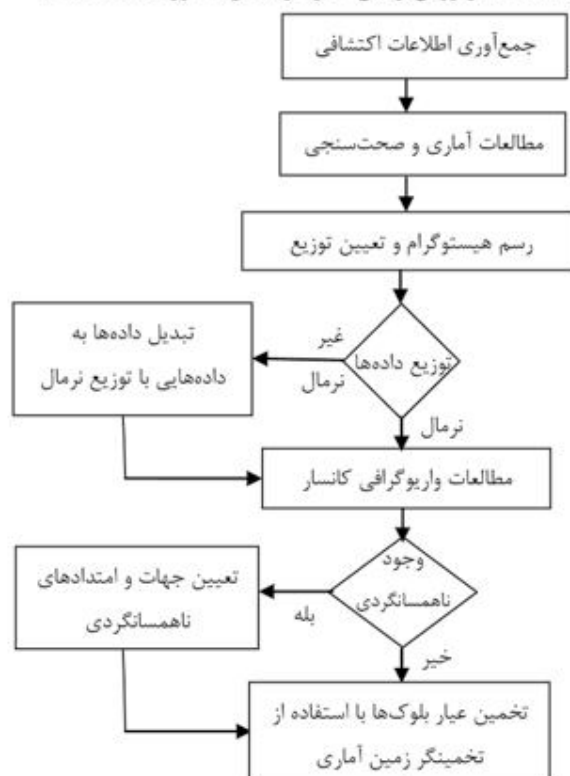 جمع‌آوری اطلاعات اکتشافی
مطالعات آماری و صحت‌سنجی
رسم هیستوگرام و تعیین توزیع
توزیع داده‌ها
غیر
نرمال
تبدیل داده‌ها به
داده‌هایی با توزیع نرمال
نرمال
مطالعات واریوگرافی کانسار
وجود
ناهمسانگردی
بله
تعیین جهات و امتدادهای
ناهمسانگردی
خیر
تخمین عیار بلوک‌ها با استفاده از
تخمینگر زمین آماری